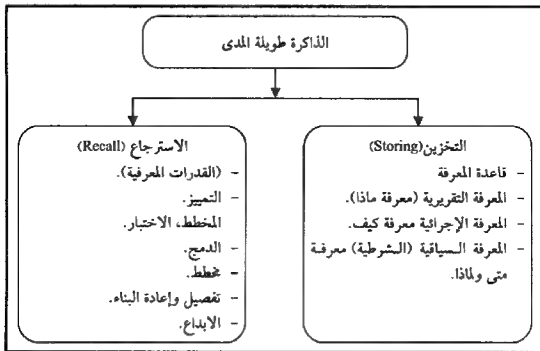 الذاكرة طويلة المدى
التخزين(Storing)
- قاعدة المعرفة
- المعرفة التقريرية (معرفة ماذا).
- المعرفة الإجرائية معرفة كيف.
- المعرفة السياقية (الشرطية) معرفة
متى ولماذا.
الاسترجاع (Recall)
- (القدرات المعرفية).
- التمييز.
المخطط، الاختبار.
- الدمج.
- مخطط.
- تفصيل وإعادة البناء.
- الابداع.